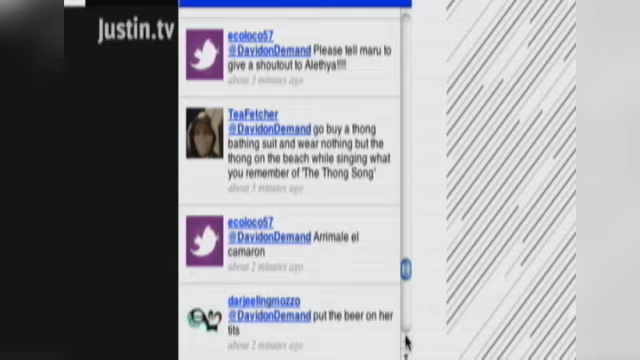 Justin.tv
ecoloco57
@DavidonDemand Please tell maru to
give a shoutout to Alethya!!!!
about 3 minutes ago
TeaFetcher
@DavidonDemand go buy a thong
bathing suit and wear nothing but the
thong on the beach while singing what
you remember of 'The Thong Song'
about 3 minutes ago
ecoloco57
@DavidonDemand Arrimale el
camaron
about 2 minutes ago
darjeelingmozzo
@DavidonDemand put the beer on her
tits
about 2 minutes ago